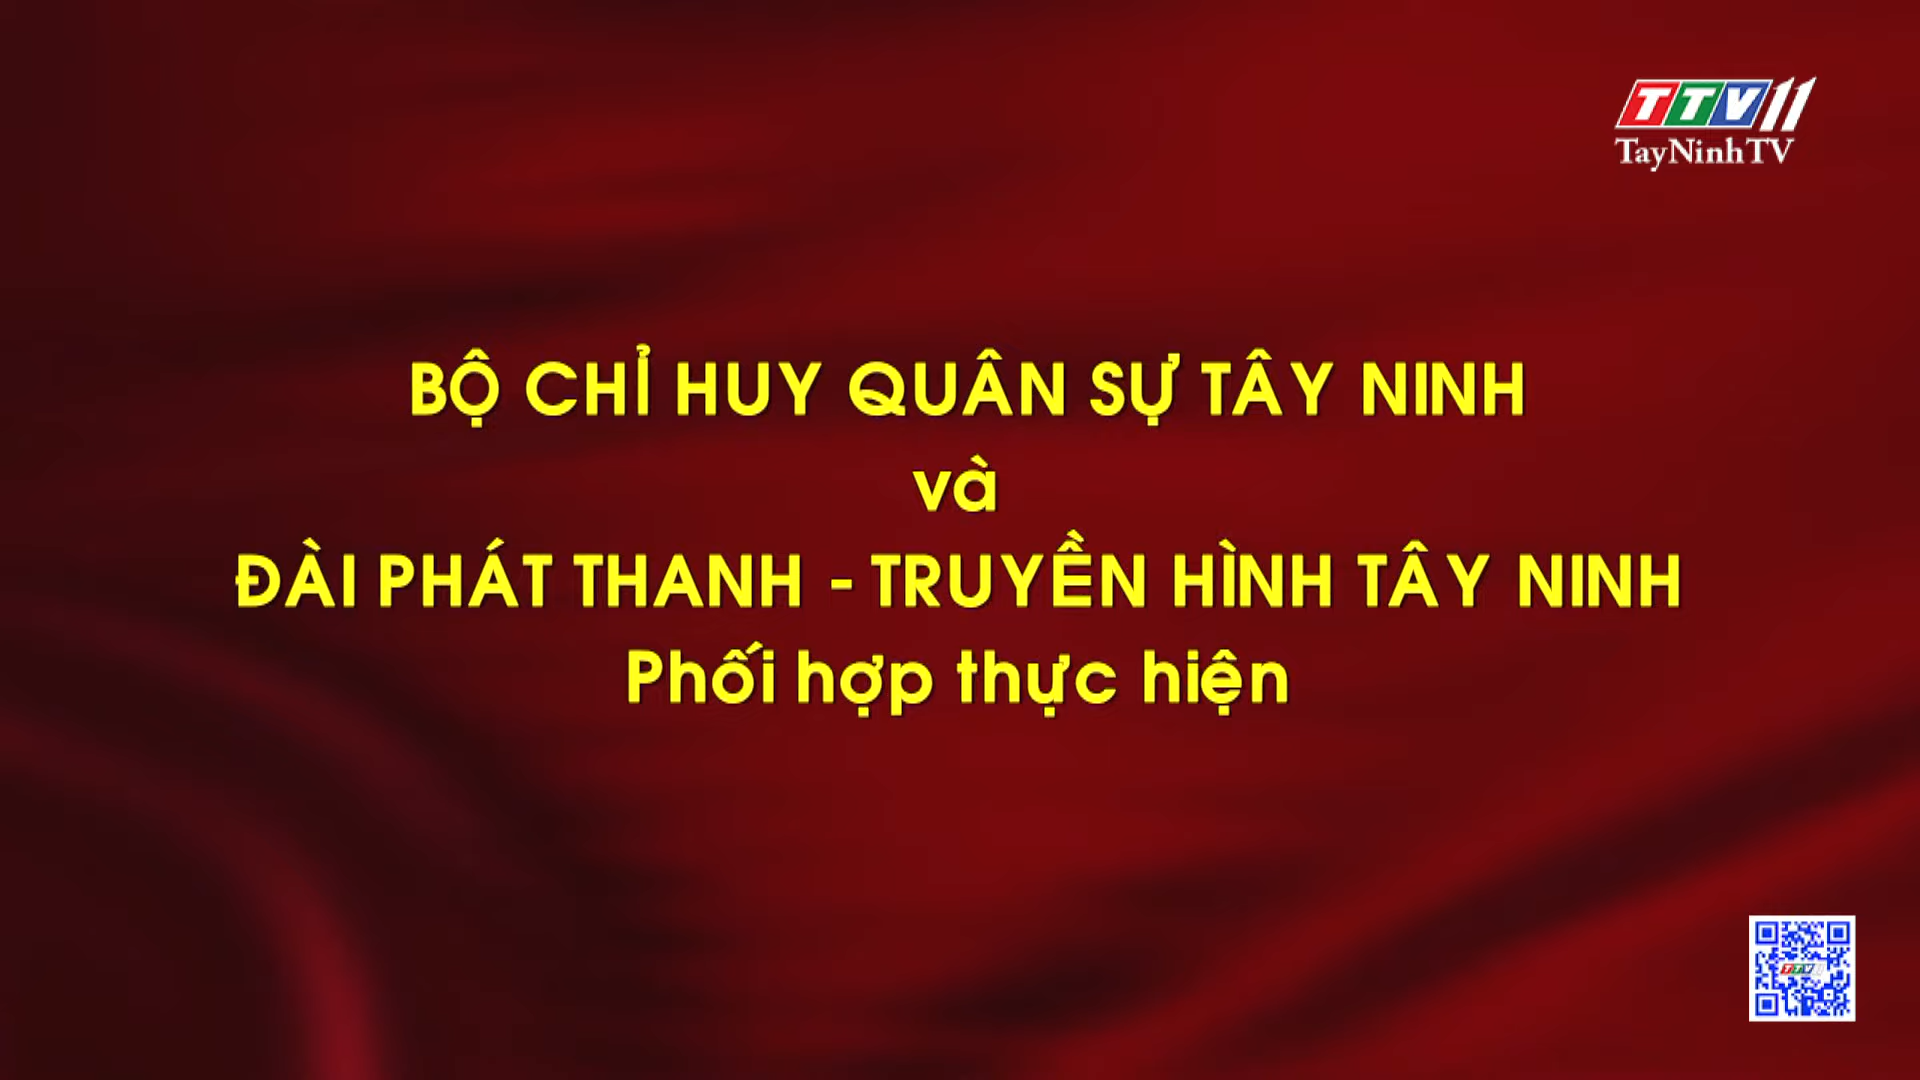 TTV11
TayNinhTV
BỘ CHỈ HUY QUÂN SỰ TÂY NINH
và
ĐÀI PHÁT THANH - TRUYỀN HÌNH TÂY NINH
Phối hợp thực hiện
TTV11